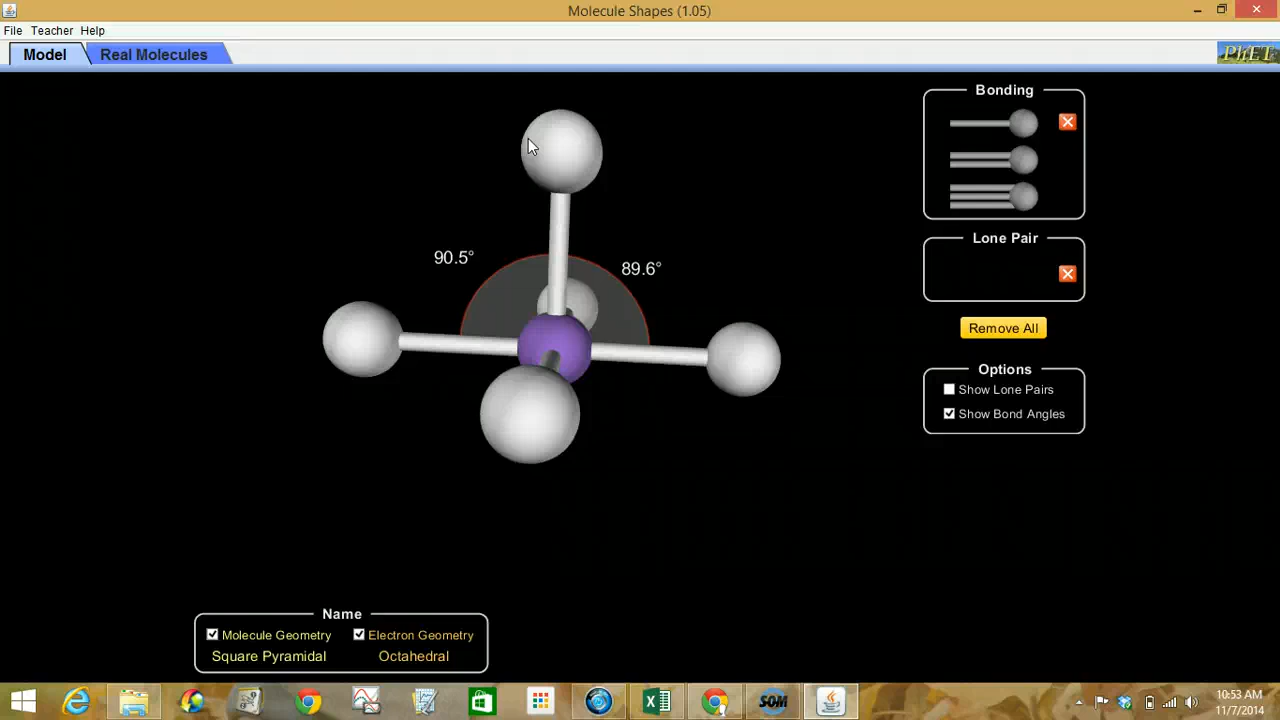 Molecule Shapes (1.05)
File Teacher Help
Model Real Molecules
PhET
Bonding
Lone Pair
90.5°
89.6°
Remove All
Options
Show Lone Pairs
Show Bond Angles
Name
Molecule Geometry Electron Geometry
Square Pyramidal Octahedral
SOM
10:53 AM
11/7/2014